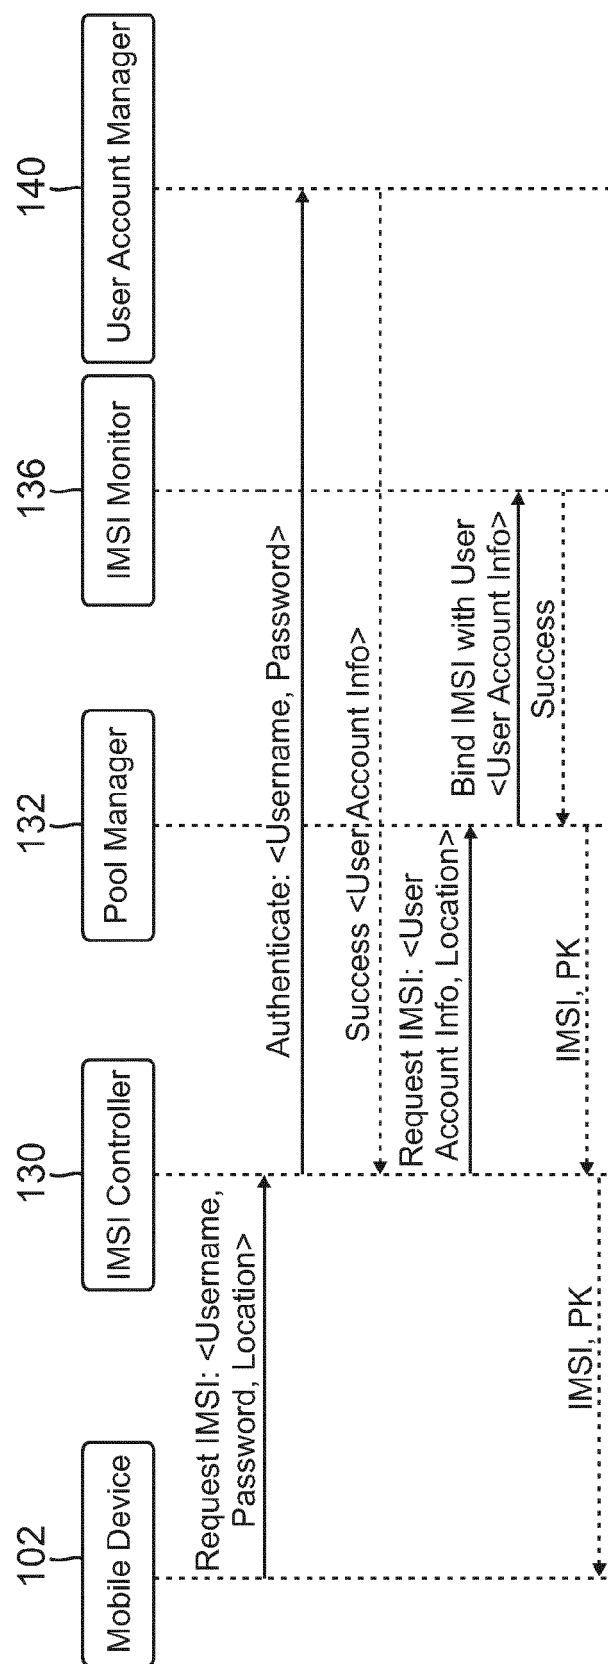 102
130
132
136
140
Mobile Device
IMSI Controller
Pool Manager
IMSI Monitor
User Account Manager
Request IMSI: <Username,
Password, Location>
Authenticate: <Username, Password>
Success <User Account Info>
Request IMSI: <User
Account Info, Location>
Bind IMSI with User
<User Account Info>
Success
IMSI, PK
IMSI, PK